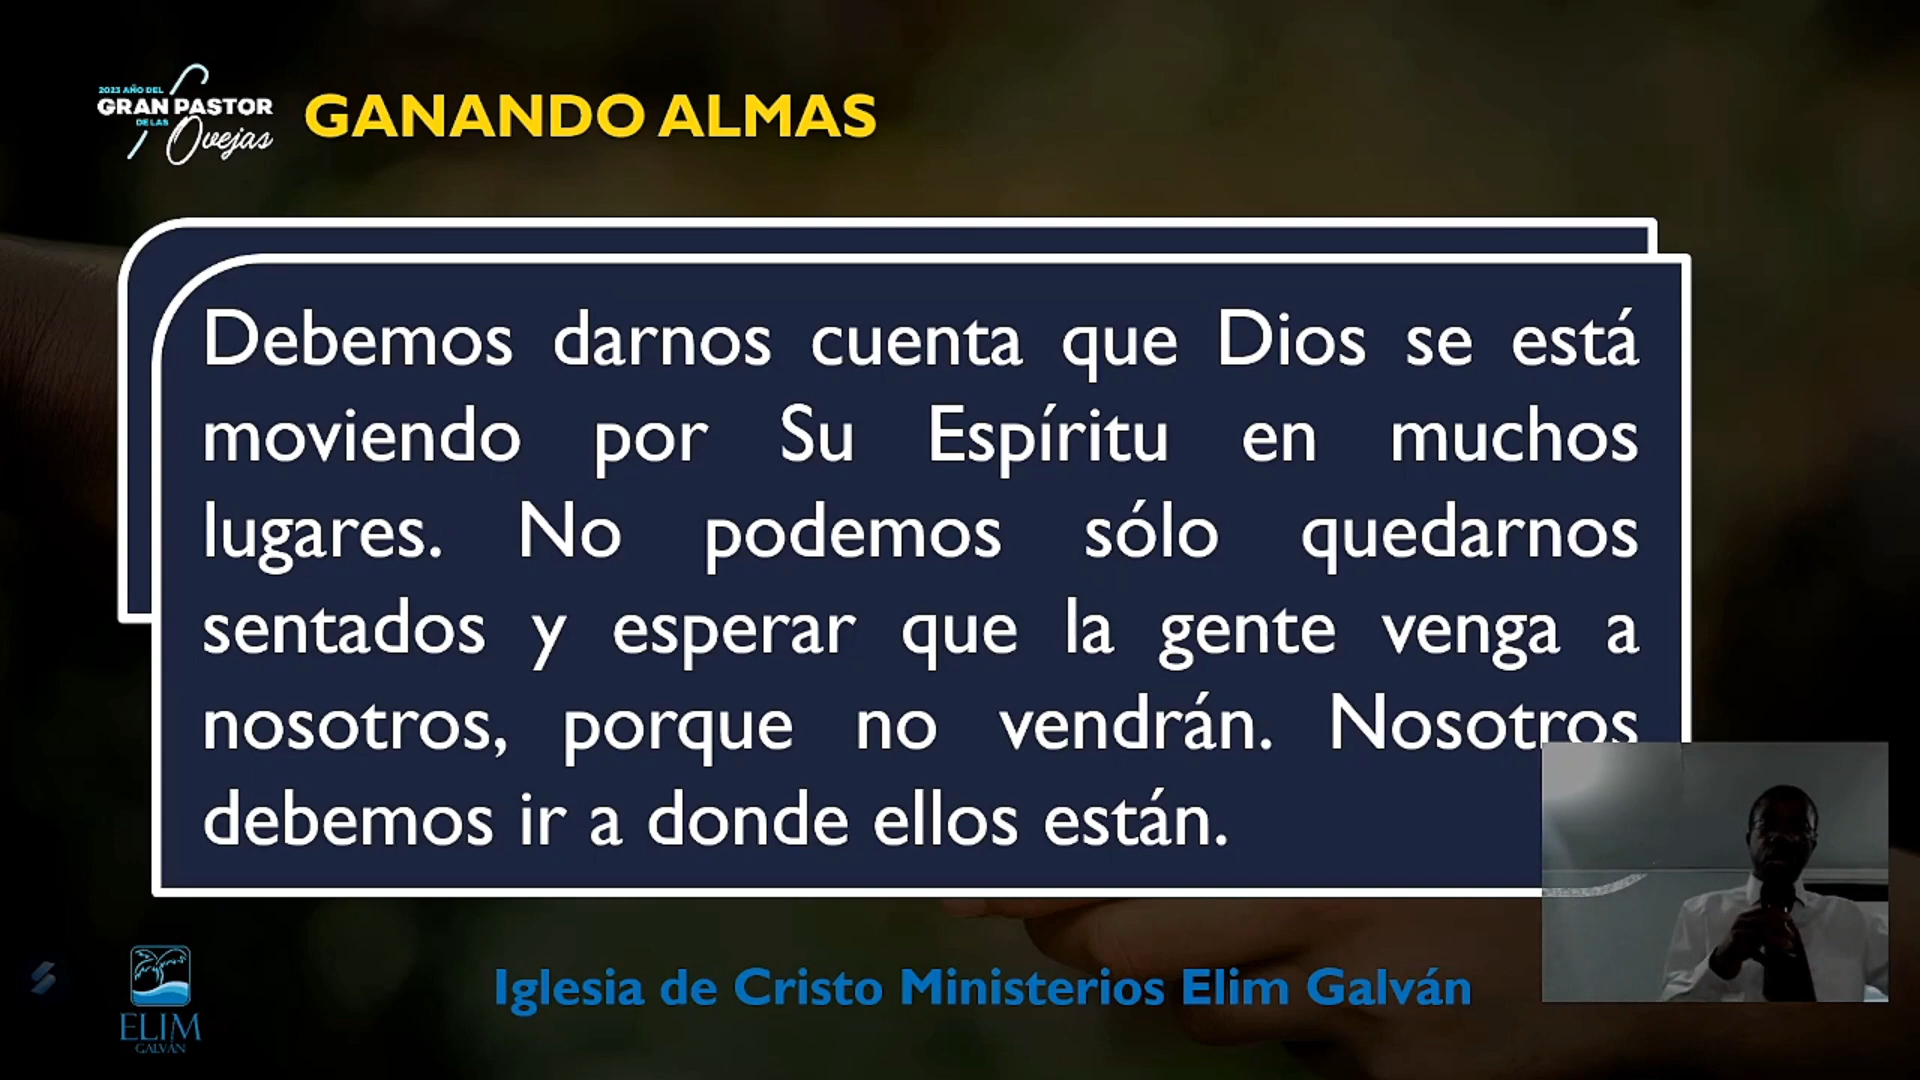 2023 AÑO DEL
GRAN PASTOR
DE LAS
Ovejas
GANANDO ALMAS
Debemos darnos cuenta que Dios se está
moviendo por Su Espíritu en muchos
lugares. No podemos sólo quedarnos
sentados y esperar que la gente venga a
nosotros, porque no vendrán. Nosotros
debemos ir a donde ellos están.
ELIM
GALVÁN
Iglesia de Cristo Ministerios Elim Galván